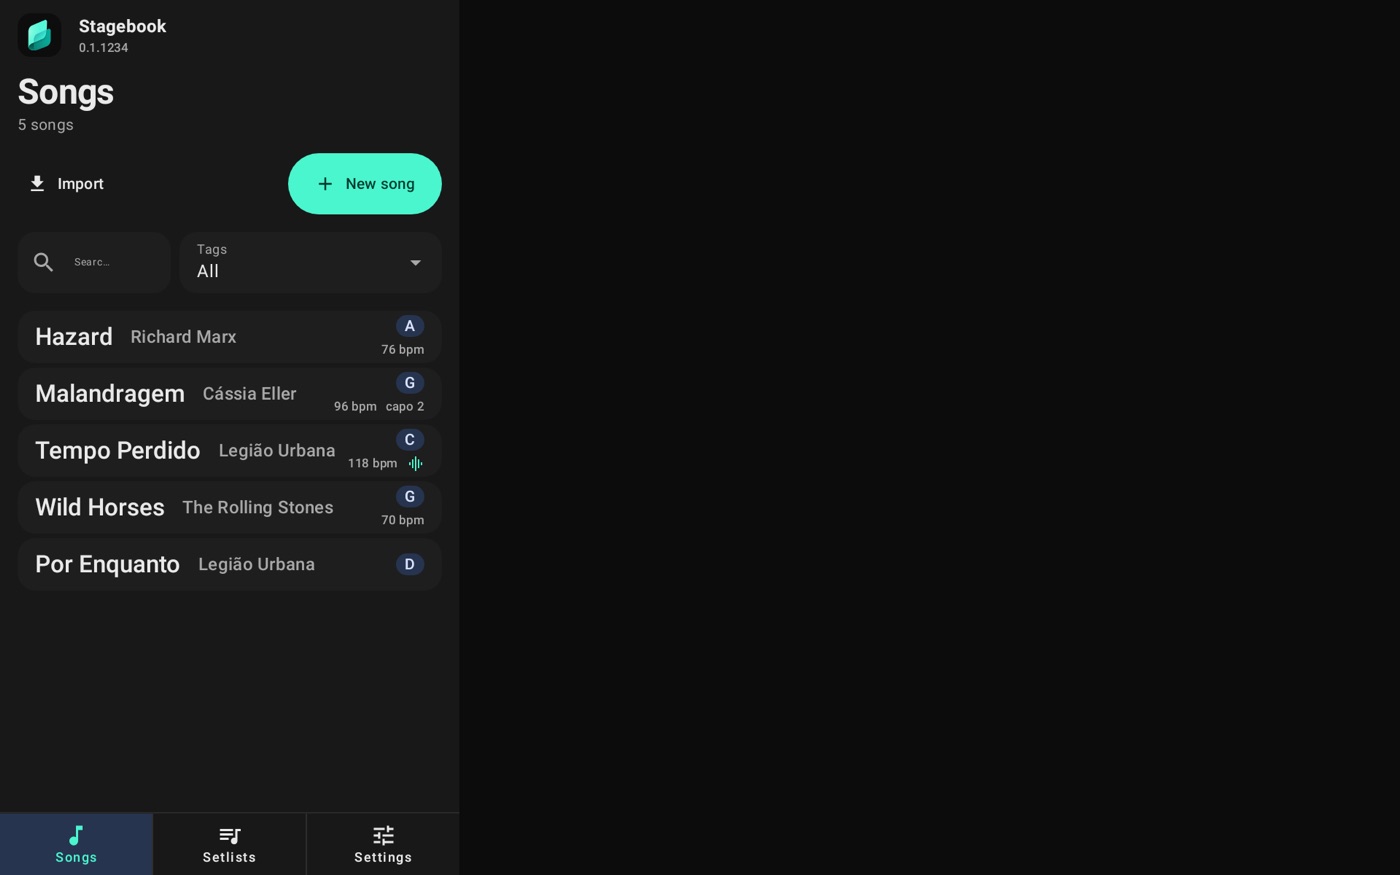 Stagebook
0.1.1234
Songs
5 songs
Import
New song
Searc…
Tags
All
Hazard Richard Marx A
76 bpm
Malandragem Cássia Eller G
96 bpm capo 2
Tempo Perdido Legião Urbana C
118 bpm
Wild Horses The Rolling Stones G
70 bpm
Por Enquanto Legião Urbana D
Songs
Setlists
Settings